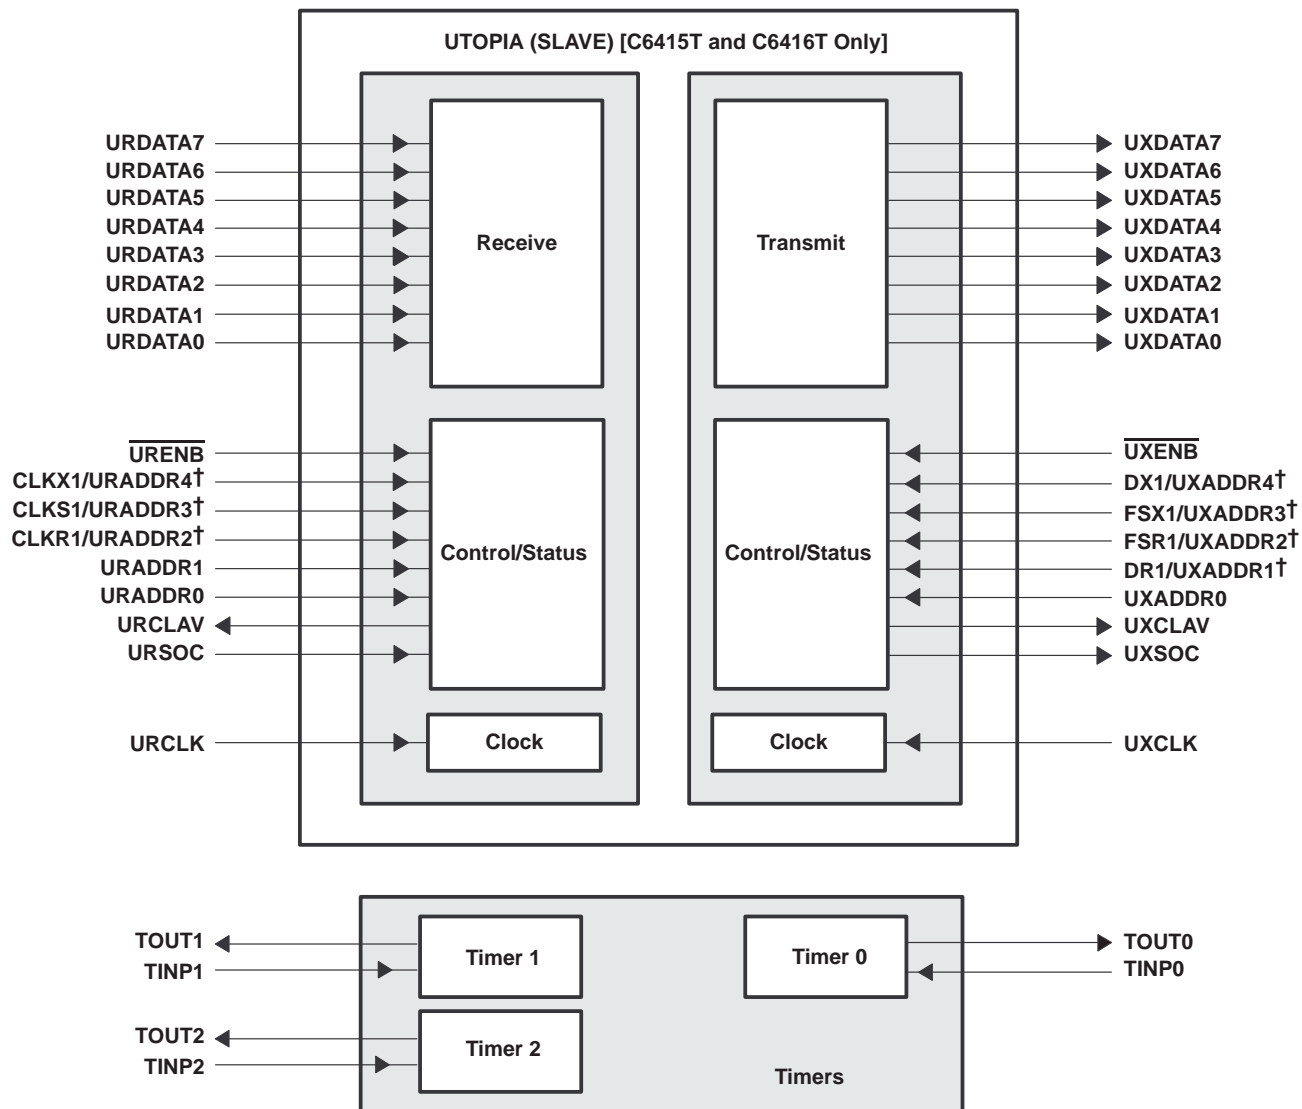 UTOPIA (SLAVE) [C6415T and C6416T Only]
URDATA7
URDATA6
URDATA5
URDATA4
URDATA3
URDATA2
URDATA1
URDATA0
Receive
Transmit
UXDATA7
UXDATA6
UXDATA5
UXDATA4
UXDATA3
UXDATA2
UXDATA1
UXDATA0
URENB
CLKX1/URADDR4†
CLKS1/URADDR3†
CLKR1/URADDR2†
URADDR1
URADDR0
URCLAV
URSOC
Control/Status
Control/Status
UXENB
DX1/UXADDR4†
FSX1/UXADDR3†
FSR1/UXADDR2†
DR1/UXADDR1†
UXADDR0
UXCLAV
UXSOC
URCLK
Clock
Clock
UXCLK
TOUT1
TINP1
Timer 1
Timer 0
TOUT0
TINP0
TOUT2
TINP2
Timer 2
Timers